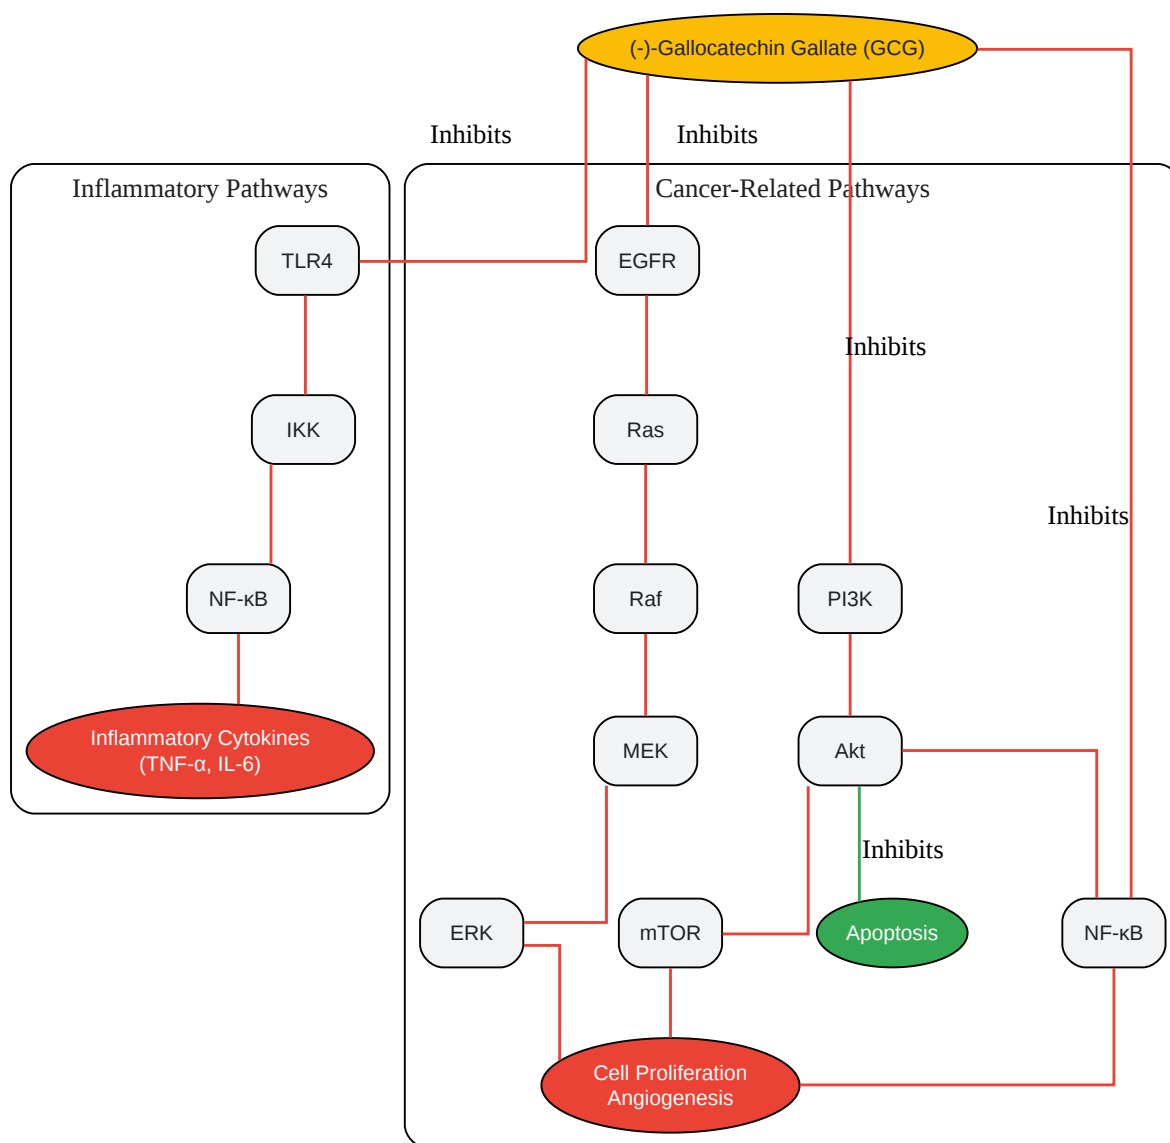 (-)-Gallocatechin Gallate (GCG)
Inhibits
Inhibits
Inflammatory Pathways
Cancer-Related Pathways
TLR4
EGFR
Inhibits
IKK
Ras
Inhibits
NF-κB
Raf
PI3K
Inflammatory Cytokines
(TNF-α, IL-6)
MEK
Akt
Inhibits
ERK
mTOR
Apoptosis
NF-κB
Cell Proliferation
Angiogenesis